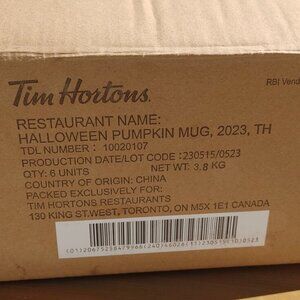 Tim Hortons.
RBI Vend
RESTAURANT NAME:
HALLOWEEN PUMPKIN MUG, 2023, TH
TDL NUMBER : 10020107
PRODUCTION DATE/LOT CODE :230515/0523
QTY: 6 UNITS NET WT: 3.8 KG
COUNTRY OF ORIGIN: CHINA
PACKED EXCLUSIVELY FOR:
TIM HORTONS RESTAURANTS
130 KING ST.WEST, TORONTO, ON M5X 1E1 CANADA